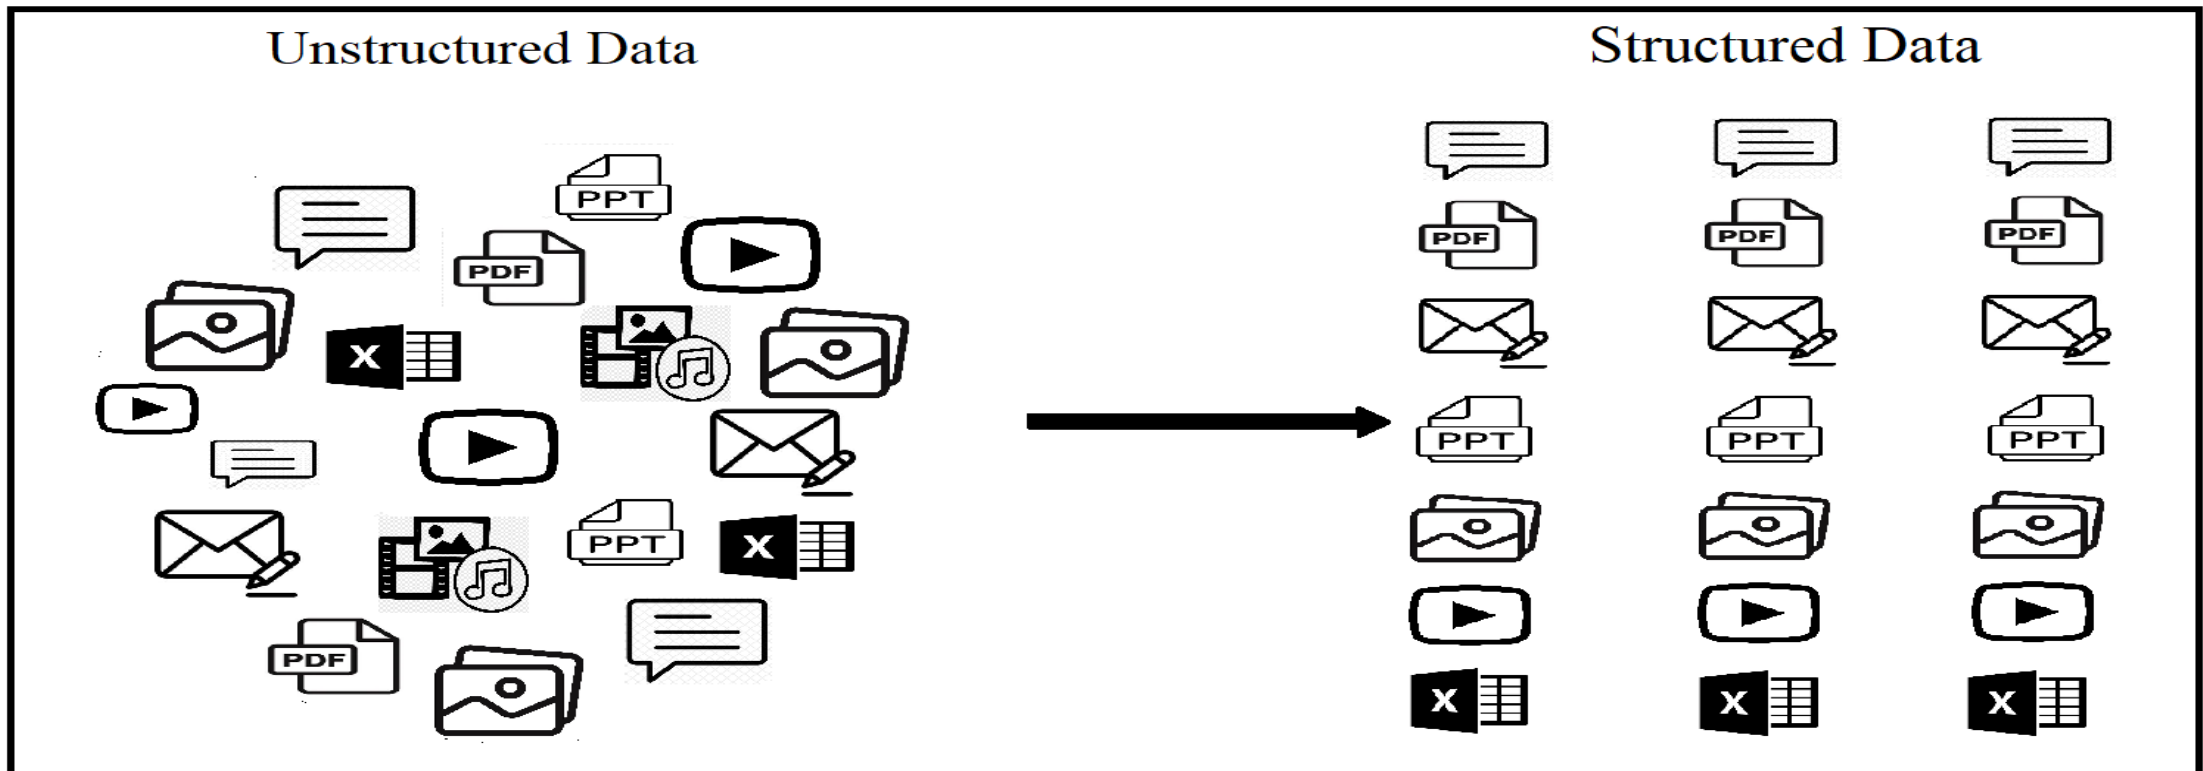 Unstructured Data
Structured Data
PPT
PDF
X
PPT
X
PDF
PDF PDF PDF
PPT PPT PPT
X X X